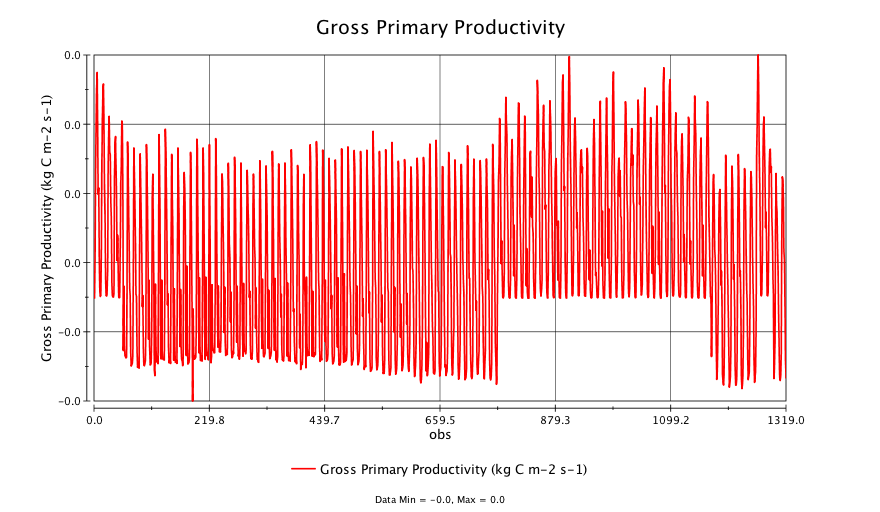 Gross Primary Productivity
Gross Primary Productivity (kg C m-2 s-1)
0.0
0.0
0.0
0.0
-0.0
-0.0
0.0 219.8 439.7 659.5 879.3 1099.2 1319.0
obs
Gross Primary Productivity (kg C m-2 s-1)
Data Min = -0.0, Max = 0.0